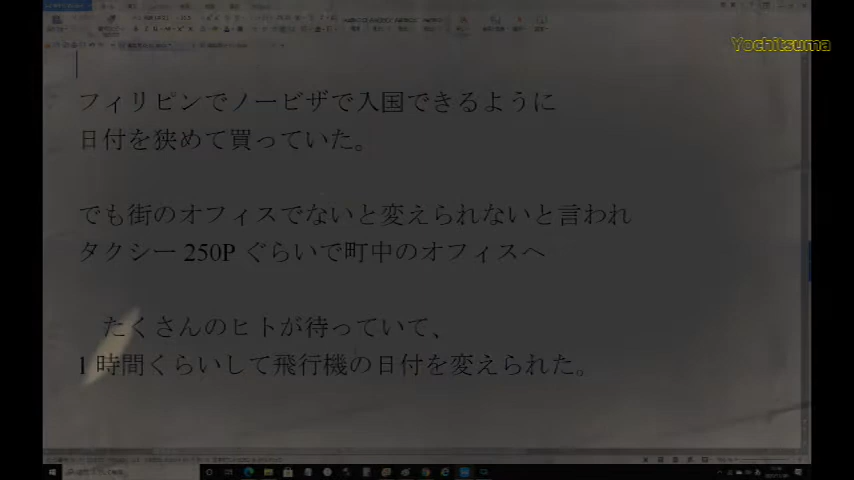 Yochitsuma
フィリピンでノービザで入国できるように
日付を狭めて買っていた。
でも街のオフィスでないと変えられないと言われ
タクシー 250P ぐらいで町中のオフィスへ
たくさんのヒトが待っていて、
1 時間くらいして飛行機の日付を変えられた。